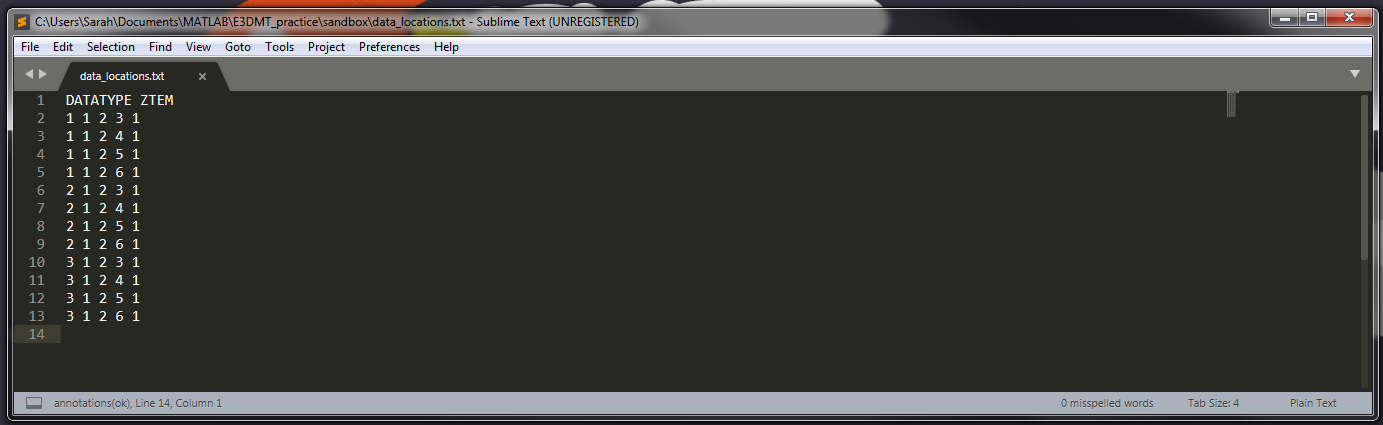 C:\Users\Sarah\Documents\MATLAB\E3DMT_practice\sandbox\data_locations.txt - Sublime Text (UNREGISTERED)
File Edit Selection Find View Goto Tools Project Preferences Help
data_locations.txt
1 DATATYPE ZTEM
2 1 1 2 3 1
3 1 1 2 4 1
4 1 1 2 5 1
5 1 1 2 6 1
6 2 1 2 3 1
7 2 1 2 4 1
8 2 1 2 5 1
9 2 1 2 6 1
10 3 1 2 3 1
11 3 1 2 4 1
12 3 1 2 5 1
13 3 1 2 6 1
14
annotations(ok), Line 14, Column 1 0 misspelled words Tab Size: 4 Plain Text